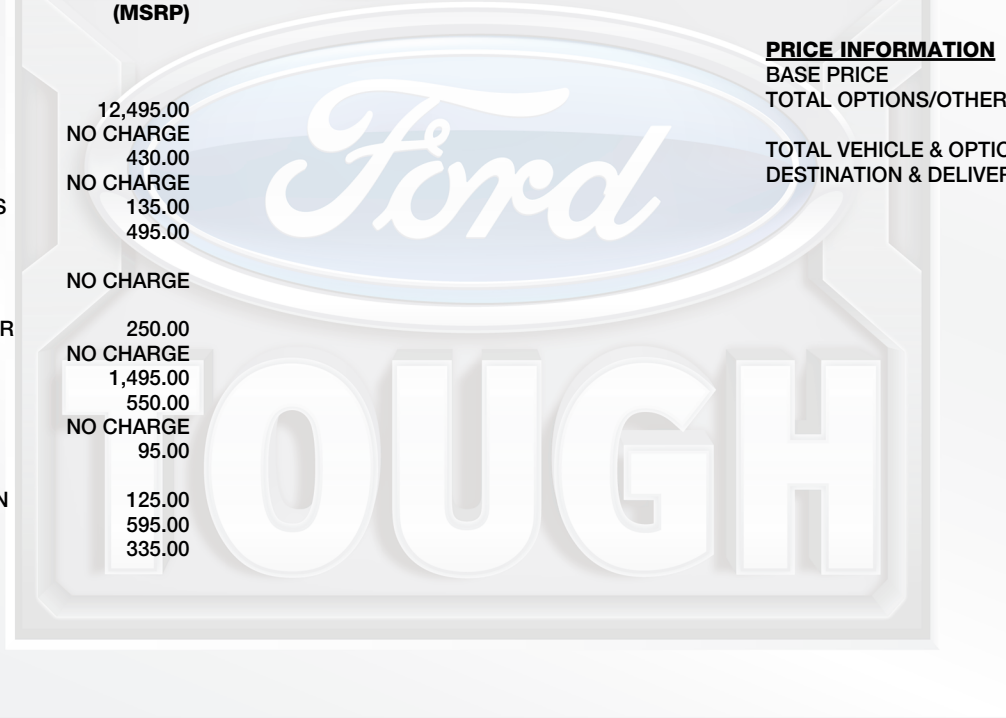 (MSRP)
12,495.00
NO CHARGE
430.00
NO CHARGE
S 135.00
495.00
NO CHARGE
R 250.00
NO CHARGE
1,495.00
550.00
NO CHARGE
95.00
N 125.00
595.00
335.00
PRICE INFORMATION
BASE PRICE
TOTAL OPTIONS/OTHER
TOTAL VEHICLE & OPTIO
DESTINATION & DELIVER
Ford
TOUGH